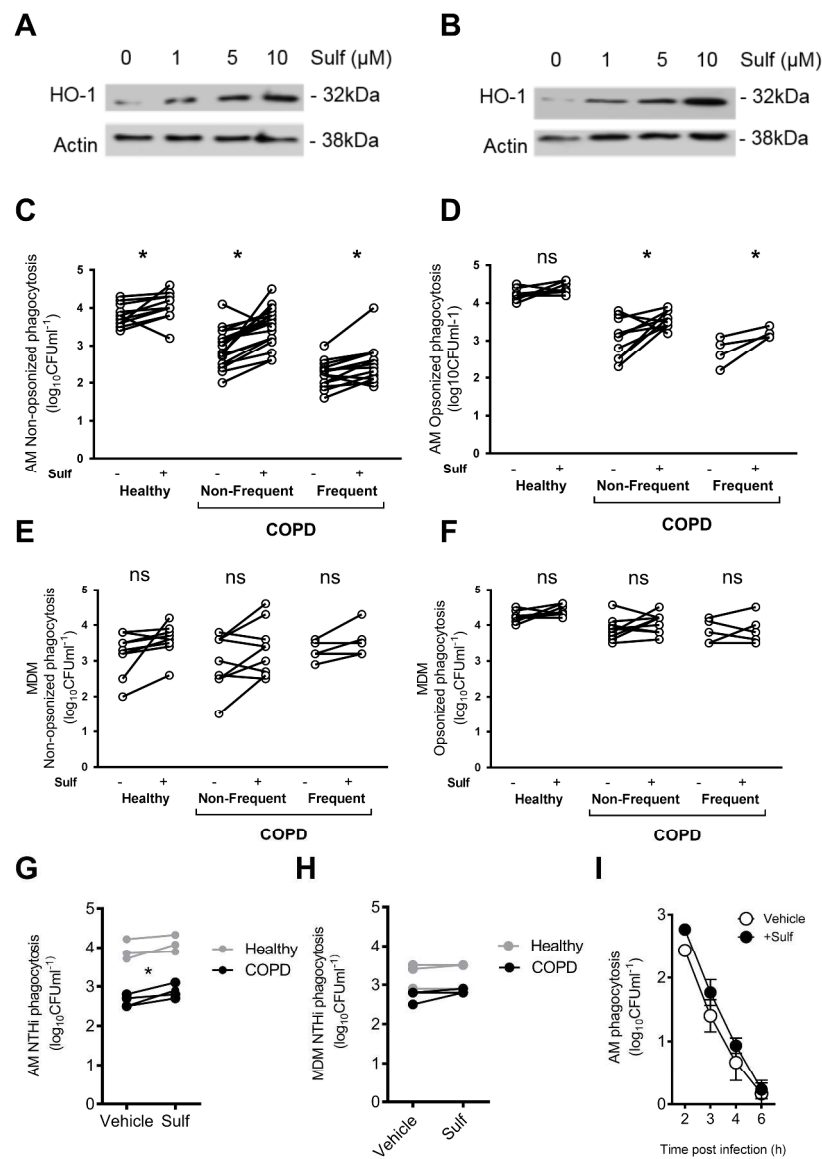 A
0 1 5 10 Sulf (µM)
HO-1 - 32kDa
Actin - 38kDa
B
0 1 5 10 Sulf (µM)
HO-1 - 32kDa
Actin - 38kDa
C
* * *
AM Non-opsonized phagocytosis
(log10CFUml-1)
5
4
3
2
1
0
Sulf - + - + - +
Healthy Non-Frequent Frequent
COPD
D
ns * *
AM Opsonized phagocytosis
(log10CFUml-1)
5
4
3
2
1
0
Sulf - + - + - +
Healthy Non-Frequent Frequent
COPD
E
ns ns ns
MDM
Non-opsonized phagocytosis
(log10CFUml-1)
5
4
3
2
1
0
Sulf - + - + - +
Healthy Non-Frequent Frequent
COPD
F
ns ns ns
MDM
Opsonized phagocytosis
(log10CFUml-1)
5
4
3
2
1
0
Sulf - + - + - +
Healthy Non-Frequent Frequent
COPD
G
AM NTHi phagocytosis
(log10CFUml-1)
5
4
3
2
1
0
*
Healthy
COPD
Vehicle Sulf
H
MDM NTHi phagocytosis
(log10CFUml-1)
5
4
3
2
1
0
Healthy
COPD
Vehicle Sulf
I
AM phagocytosis
(log10CFUml-1)
3
2
1
0
Vehicle
+Sulf
2 3 4 6
Time post infection (h)